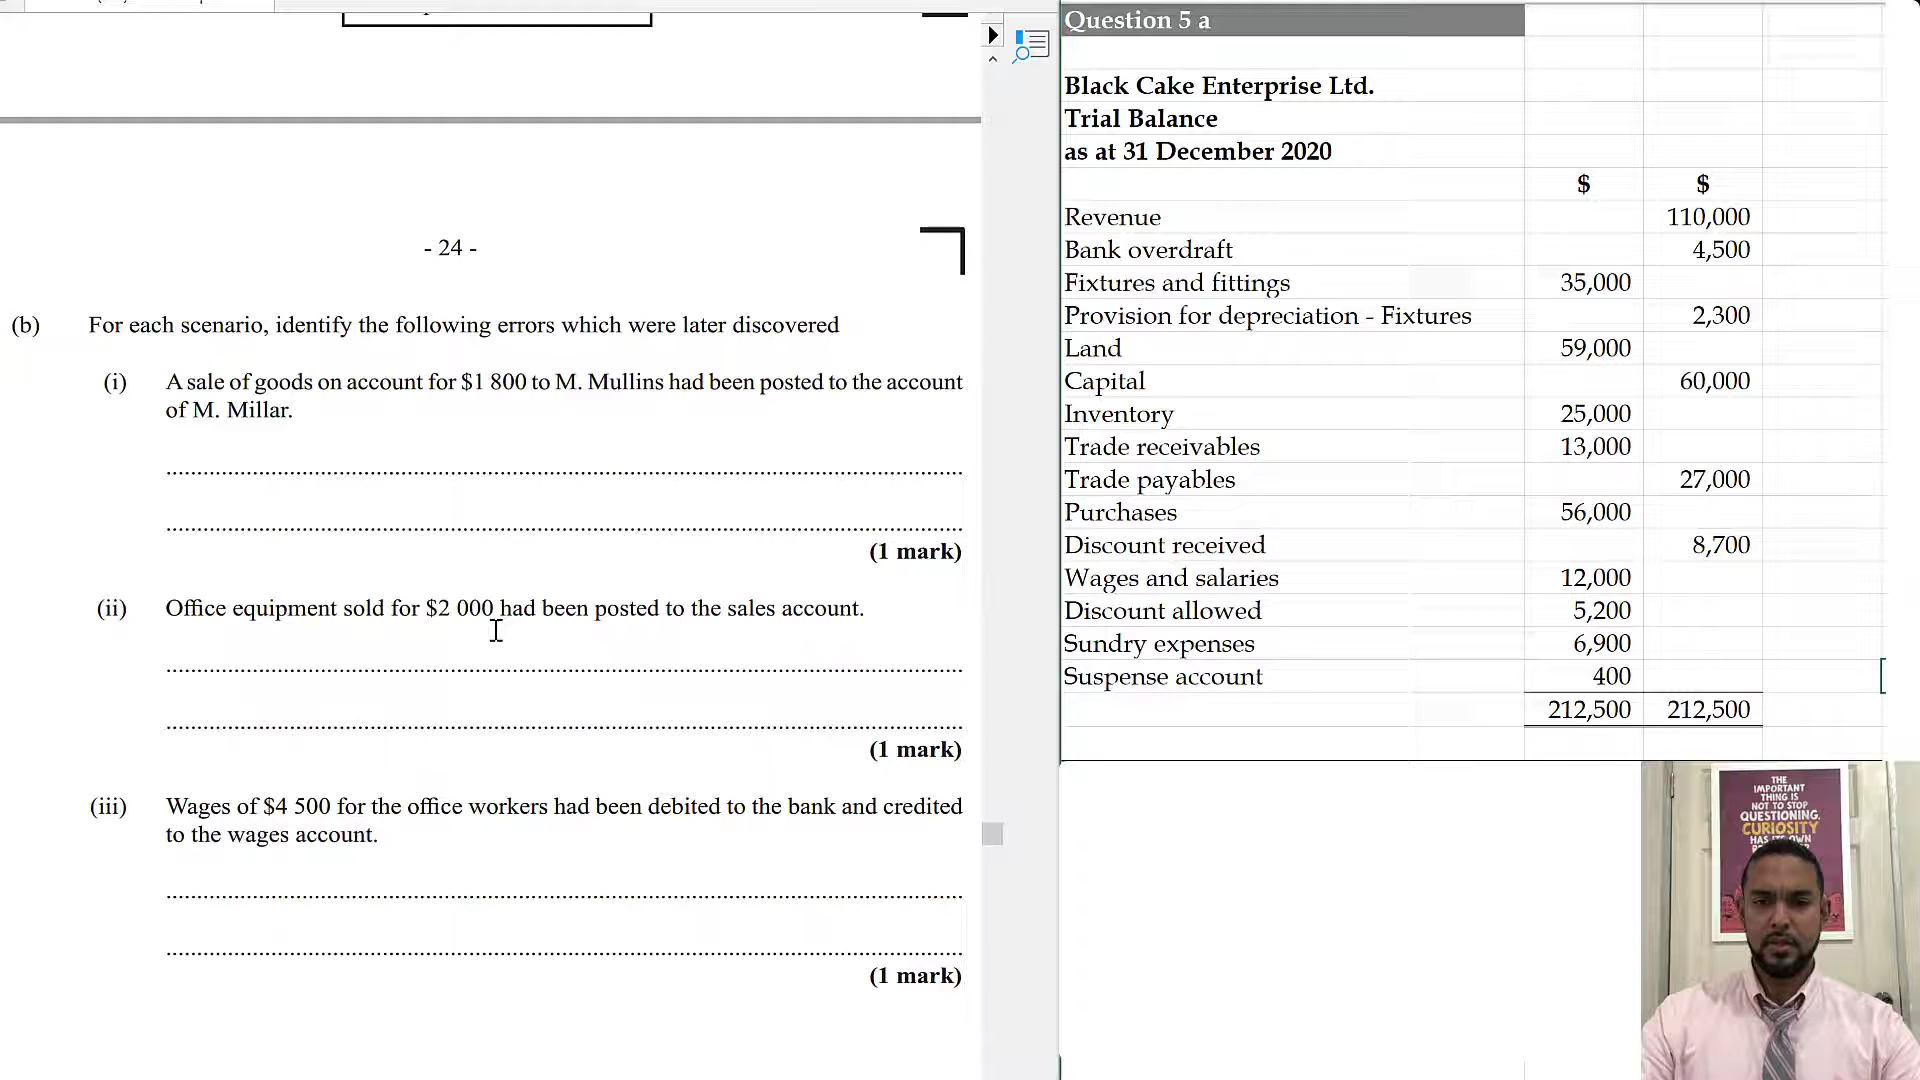 - 24 -
(b) For each scenario, identify the following errors which were later discovered
(i) A sale of goods on account for $1 800 to M. Mullins had been posted to the account
of M. Millar.
(1 mark)
(ii) Office equipment sold for $2 000 had been posted to the sales account.
(1 mark)
(iii) Wages of $4 500 for the office workers had been debited to the bank and credited
to the wages account.
(1 mark)
Question 5 a
Black Cake Enterprise Ltd.
Trial Balance
as at 31 December 2020
$ $
Revenue 110,000
Bank overdraft 4,500
Fixtures and fittings 35,000
Provision for depreciation - Fixtures 2,300
Land 59,000
Capital 60,000
Inventory 25,000
Trade receivables 13,000
Trade payables 27,000
Purchases 56,000
Discount received 8,700
Wages and salaries 12,000
Discount allowed 5,200
Sundry expenses 6,900
Suspense account 400
212,500 212,500
THE
IMPORTANT
THING IS
NOT TO STOP
QUESTIONING.
CURIOSITY
HAS ITS OWN